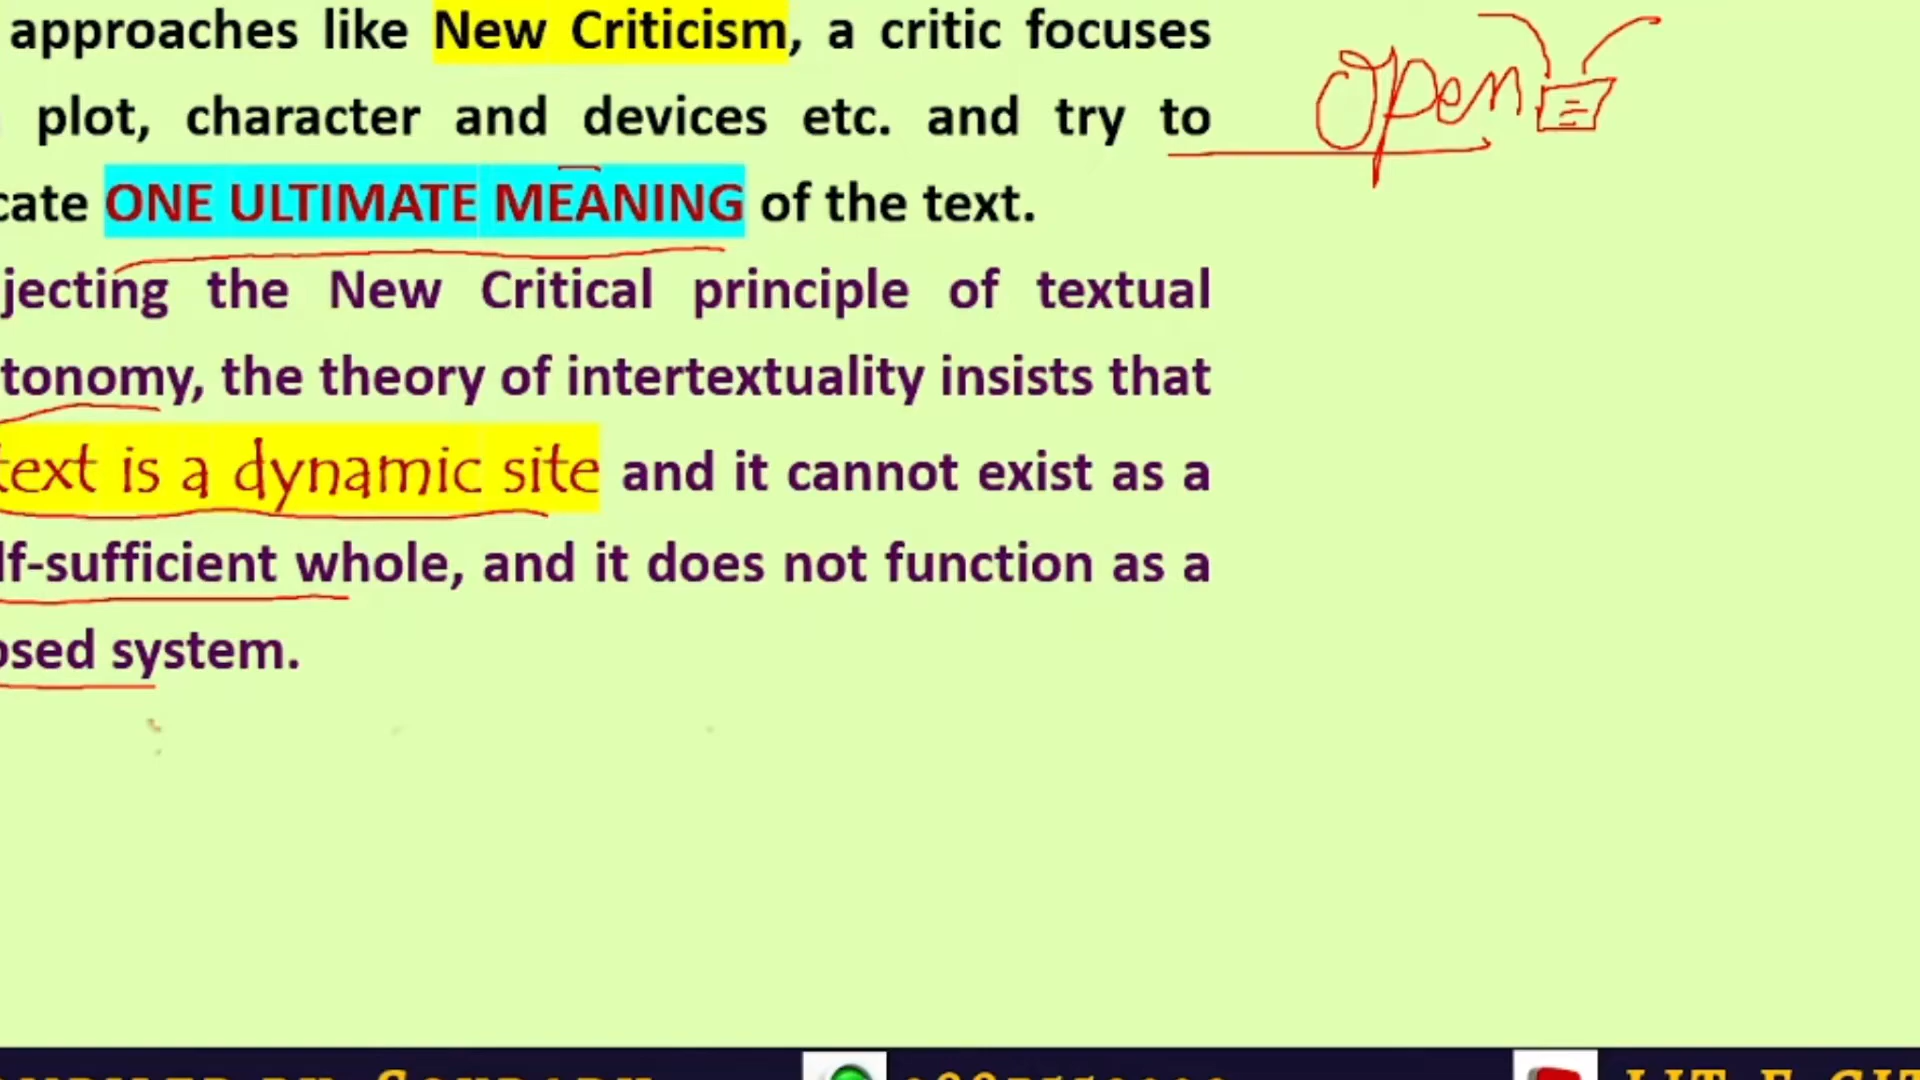 approaches like New Criticism, a critic focuses
plot, character and devices etc. and try to
cate ONE ULTIMATE MEANING of the text.
jecting the New Critical principle of textual
tonomy, the theory of intertextuality insists that
text is a dynamic site and it cannot exist as a
lf-sufficient whole, and it does not function as a
osed system.
open